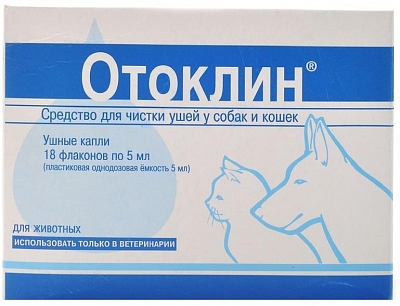 Отоклин®
Средство для чистки ушей у собак и кошек
Ушные капли
18 флаконов по 5 мл
(пластиковая однодозовая ёмкость 5 мл)
для животных
ИСПОЛЬЗОВАТЬ ТОЛЬКО В ВЕТЕРИНАРИИ